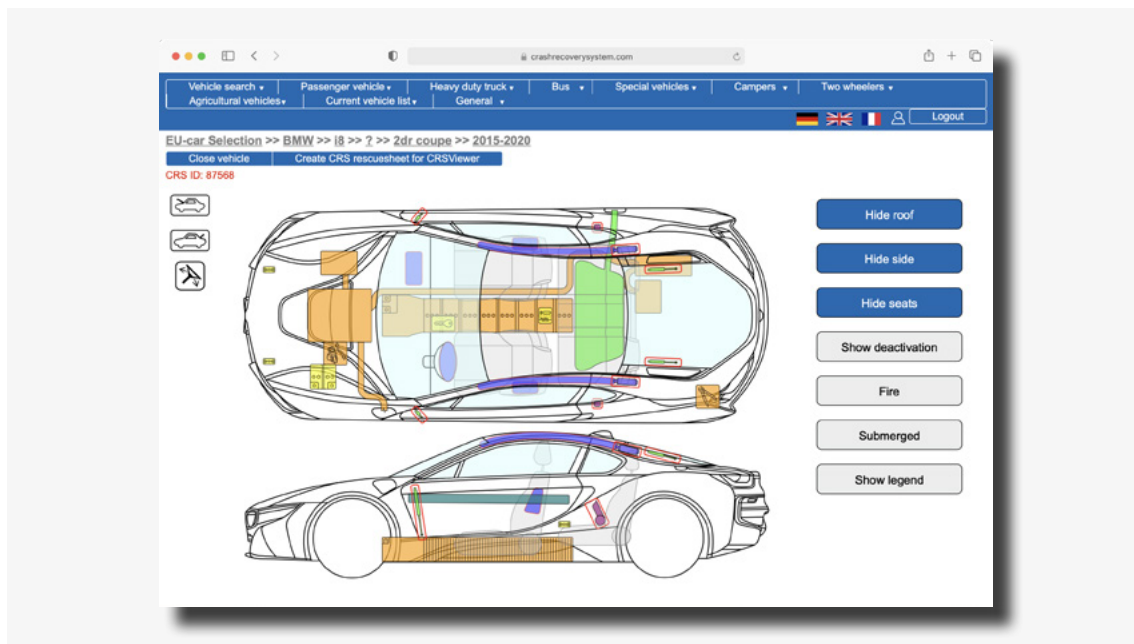 crashrecoverysystem.com
Vehicle search Passenger vehicle Heavy duty truck Bus Special vehicles Campers Two wheelers
Agricultural vehicles Current vehicle list General
Logout
EU-car Selection >> BMW >> i8 >> ? >> 2dr coupe >> 2015-2020
Close vehicle Create CRS rescuesheet for CRSViewer
CRS ID: 87568
Hide roof
Hide side
Hide seats
Show deactivation
Fire
Submerged
Show legend